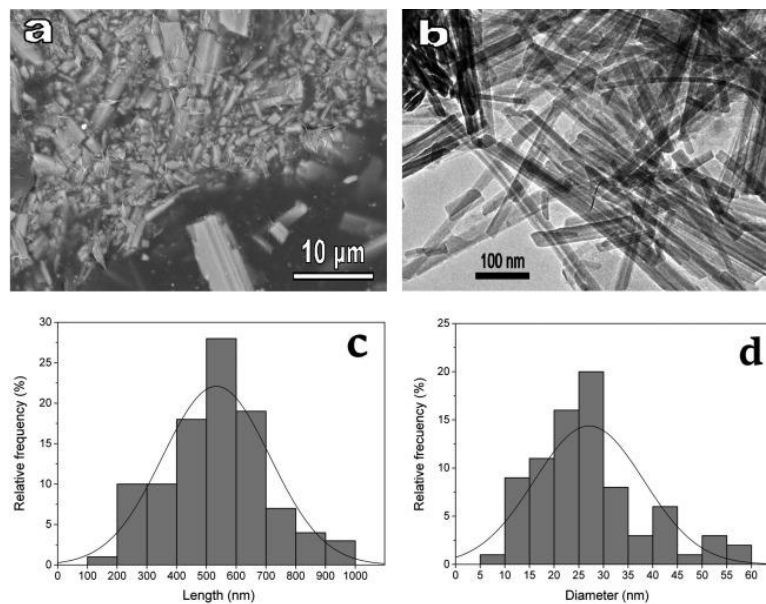 a
10 µm
b
100 nm
c
Relative frequency (%)
30
25
20
15
10
5
0
0 100 200 300 400 500 600 700 800 900 1000
Length (nm)
d
Relative frecuency (%)
25
20
15
10
5
0
0 5 10 15 20 25 30 35 40 45 50 55 60
Diameter (nm)